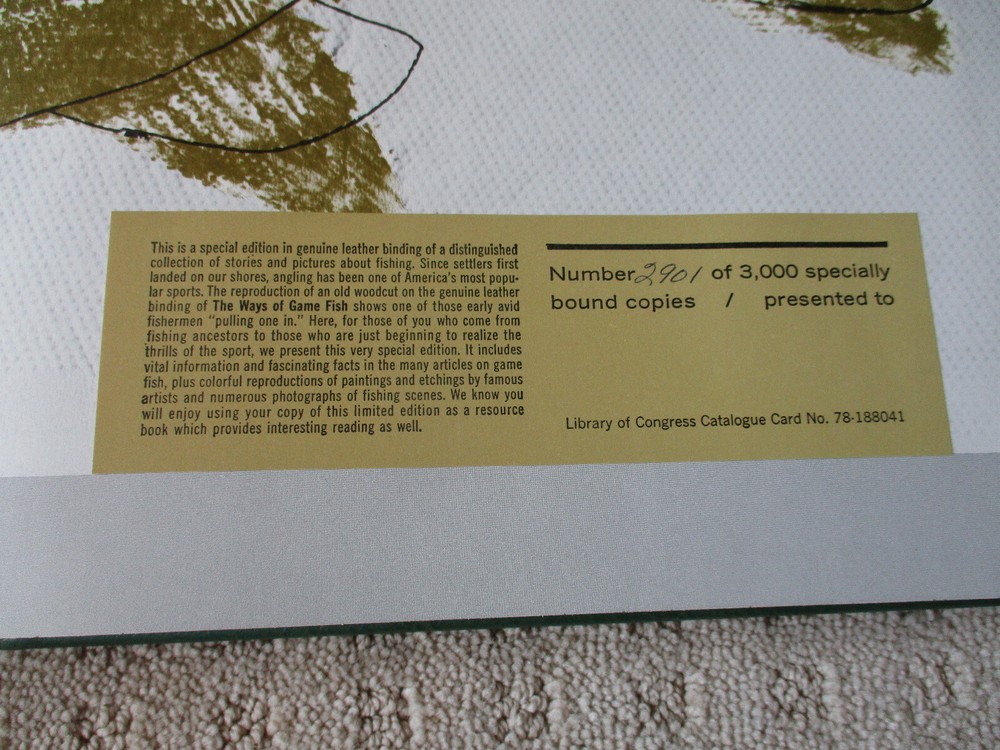 This is a special edition in genuine leather binding of a distinguished
collection of stories and pictures about fishing. Since settlers first
landed on our shores, angling has been one of America's most popu-
lar sports. The reproduction of an old woodcut on the genuine leather
binding of The Ways of Game Fish shows one of those early avid
fishermen "pulling one in." Here, for those of you who come from
fishing ancestors to those who are just beginning to realize the
thrills of the sport, we present this very special edition. It includes
vital information and fascinating facts in the many articles on game
fish, plus colorful reproductions of paintings and etchings by famous
artists and numerous photographs of fishing scenes. We know you
will enjoy using your copy of this limited edition as a resource
book which provides interesting reading as well.
Number 2901 of 3,000 specially
bound copies / presented to
Library of Congress Catalogue Card No. 78-188041